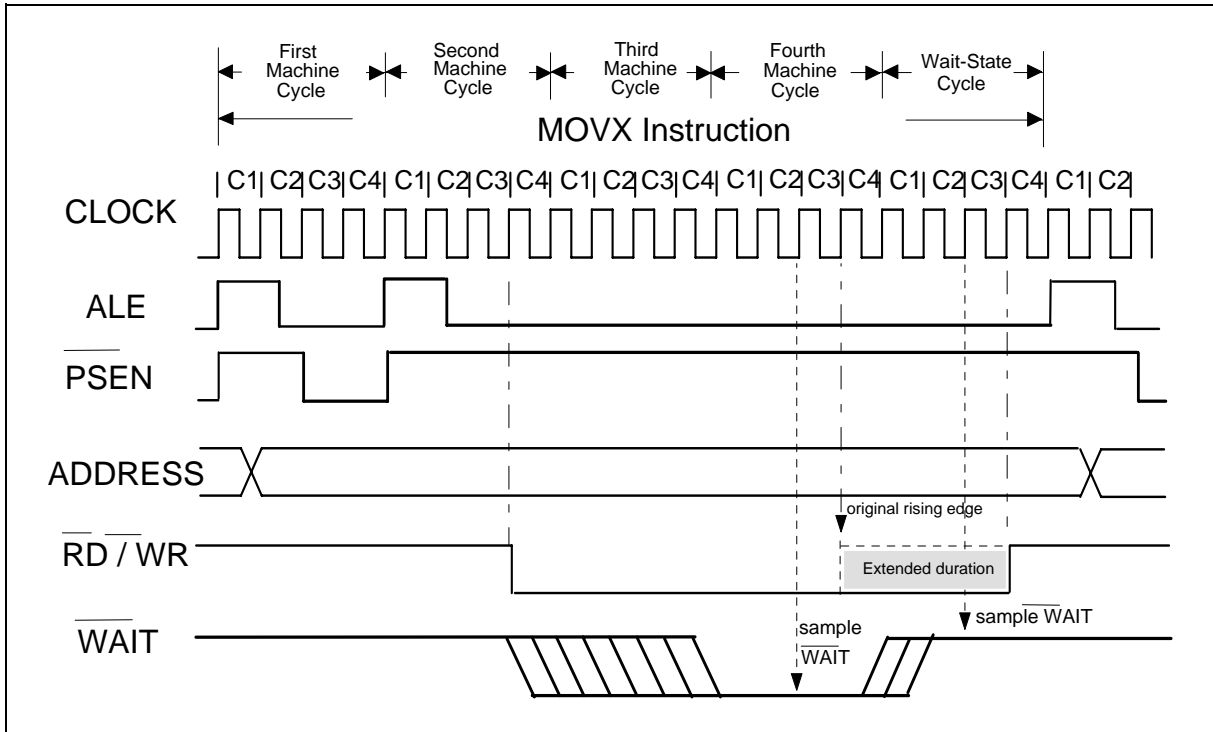 First
Machine
Cycle
Second
Machine
Cycle
Third
Machine
Cycle
Fourth
Machine
Cycle
Wait-State
Cycle
MOVX Instruction
C1 C2 C3 C4 C1 C2 C3 C4 C1 C2 C3 C4 C1 C2 C3 C4 C1 C2 C3 C4 C1 C2
CLOCK
ALE
PSEN
ADDRESS
original rising edge
RD / WR
Extended duration
WAIT
sample
WAIT
sample WAIT